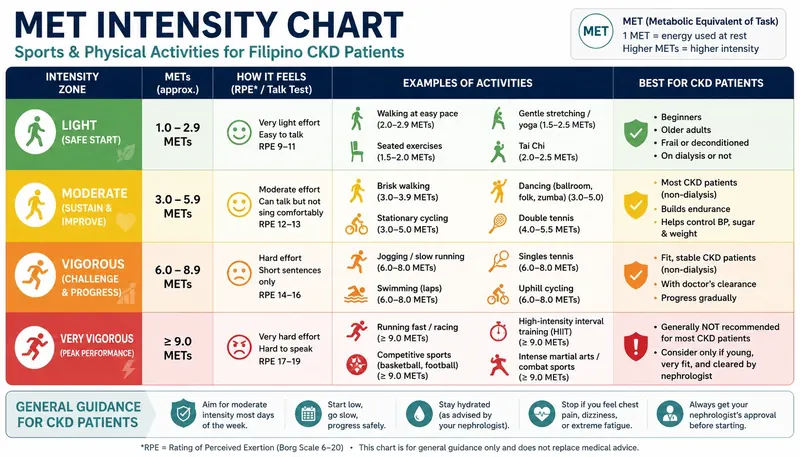 MET INTENSITY CHART
Sports & Physical Activities for Filipino CKD Patients
MET
MET (Metabolic Equivalent of Task)
1 MET = energy used at rest
Higher METs = higher intensity
INTENSITY
ZONE
METs
(approx.)
HOW IT FEELS
(RPE* / Talk Test)
EXAMPLES OF ACTIVITIES
BEST FOR CKD PATIENTS
LIGHT
(SAFE START)
1.0 – 2.9
METs
Very light effort
Easy to talk
RPE 9–11
Walking at easy pace
(2.0–2.9 METs)
Gentle stretching /
yoga (1.5–2.5 METs)
Seated exercises
(1.5–2.0 METs)
Tai Chi
(2.0–2.5 METs)
• Beginners
• Older adults
• Frail or deconditioned
• On dialysis or not
MODERATE
(SUSTAIN
& IMPROVE)
3.0 – 5.9
METs
Moderate effort
Can talk but not
sing comfortably
RPE 12–13
Brisk walking
(3.0–3.9 METs)
Dancing (ballroom,
folk, zumba) (3.0–5.0)
Stationary cycling
(3.0–5.0 METs)
Double tennis
(4.0–5.5 METs)
• Most CKD patients
(non-dialysis)
• Builds endurance
• Helps control BP, sugar
& weight
VIGOROUS
(CHALLENGE
& PROGRESS)
6.0 – 8.9
METs
Hard effort
Short sentences
only
RPE 14–16
Jogging / slow running
(6.0–8.0 METs)
Singles tennis
(6.0–8.0 METs)
Swimming (laps)
(6.0–8.0 METs)
Uphill cycling
(6.0–8.0 METs)
• Fit, stable CKD patients
(non-dialysis)
• With doctor's clearance
• Progress gradually
VERY VIGOROUS
(PEAK PERFORMANCE)
≥ 9.0
METs
Very hard effort
Hard to speak
RPE 17–19
Running fast / racing
(≥ 9.0 METs)
High-intensity interval
training (HIIT)
(≥ 9.0 METs)
Competitive sports
(basketball, football)
(≥ 9.0 METs)
Intense martial arts /
combat sports
(≥ 9.0 METs)
• Generally NOT recommended
for most CKD patients
• Consider only if young,
very fit, and cleared by
nephrologist
GENERAL GUIDANCE
FOR CKD PATIENTS
Aim for moderate
intensity most days
of the week.
Start low,
go slow,
progress safely.
Stay hydrated
(as advised by
your nephrologist).
Stop if you feel chest
pain, dizziness,
or extreme fatigue.
Always get your
nephrologist's approval
before starting.
*RPE = Rating of Perceived Exertion (Borg Scale 6–20) • This chart is for general guidance only and does not replace medical advice.